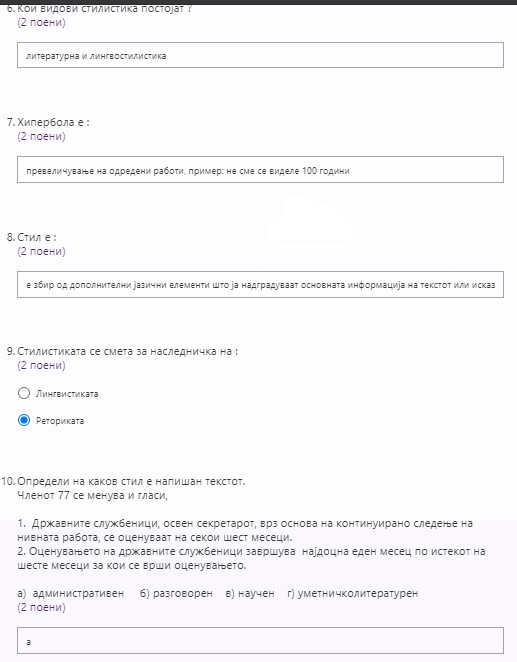 6. Кои видови стилистика постојат ?
(2 поени)
литературна и лингвостилистика
7. Хипербола е :
(2 поени)
превеличување на одредени работи, пример: не сме се виделе 100 години
8. Стил е :
(2 поени)
е збир од дополнителни јазични елементи што ја надградуваат основната информација на текстот или исказ
9. Стилистиката се смета за наследничка на :
(2 поени)
Лингвистиката
Реториката
10. Определи на каков стил е напишан текстот.
Членот 77 се менува и гласи,
1. Државните службеници, освен секретарот, врз основа на континуирано следење на
нивната работа, се оценуваат на секои шест месеци.
2. Оценувањето на државните службеници завршува најдоцна еден месец по истекот на
шесте месеци за кои се врши оценувањето.
а) административен б) разговорен в) научен г) уметничколитературен
(2 поени)
а